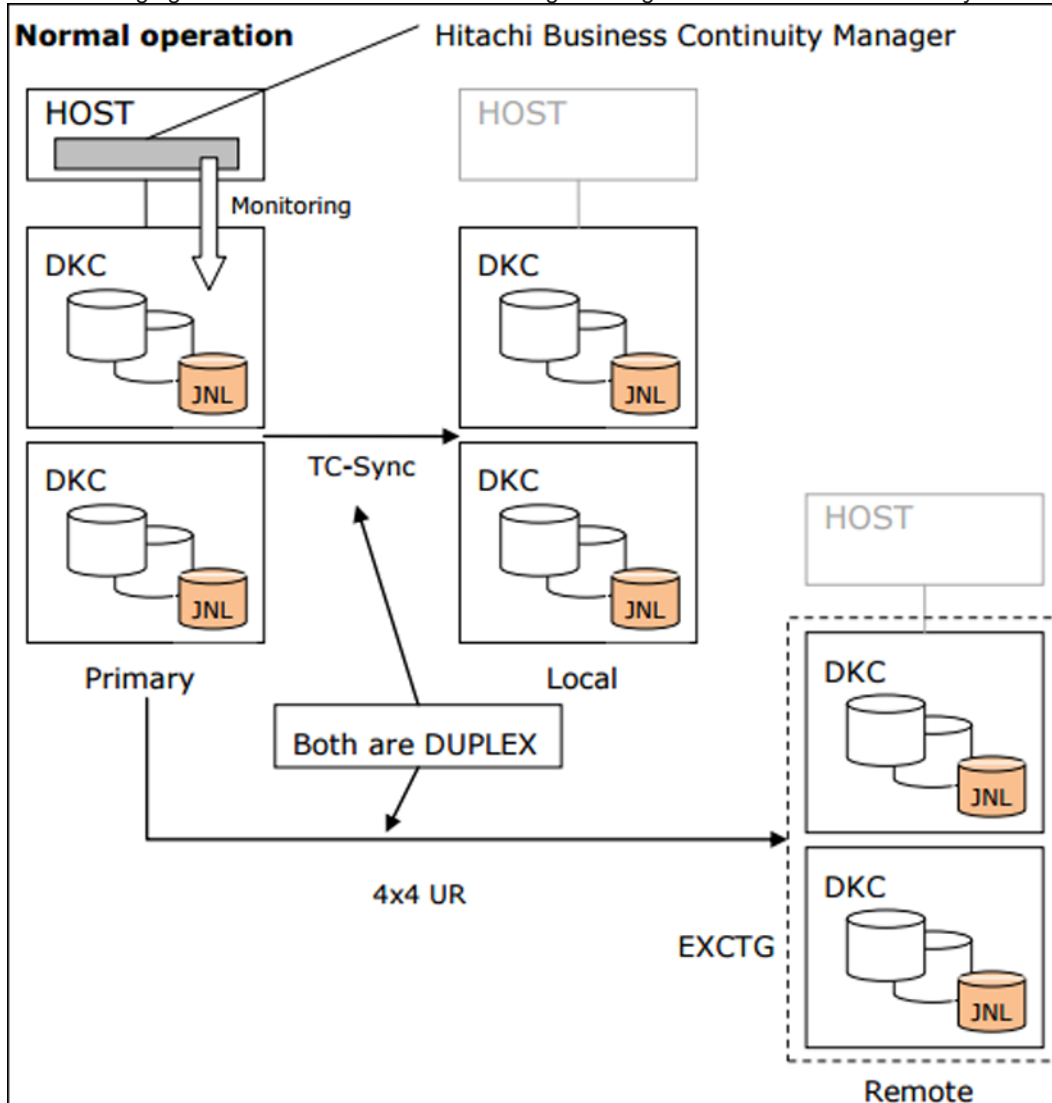 Normal operation
Hitachi Business Continuity Manager
HOST
HOST
Monitoring
DKC
JNL
DKC
JNL
TC-Sync
DKC
JNL
DKC
JNL
HOST
Primary
Local
DKC
JNL
Both are DUPLEX
4x4 UR
DKC
JNL
EXCTG
Remote